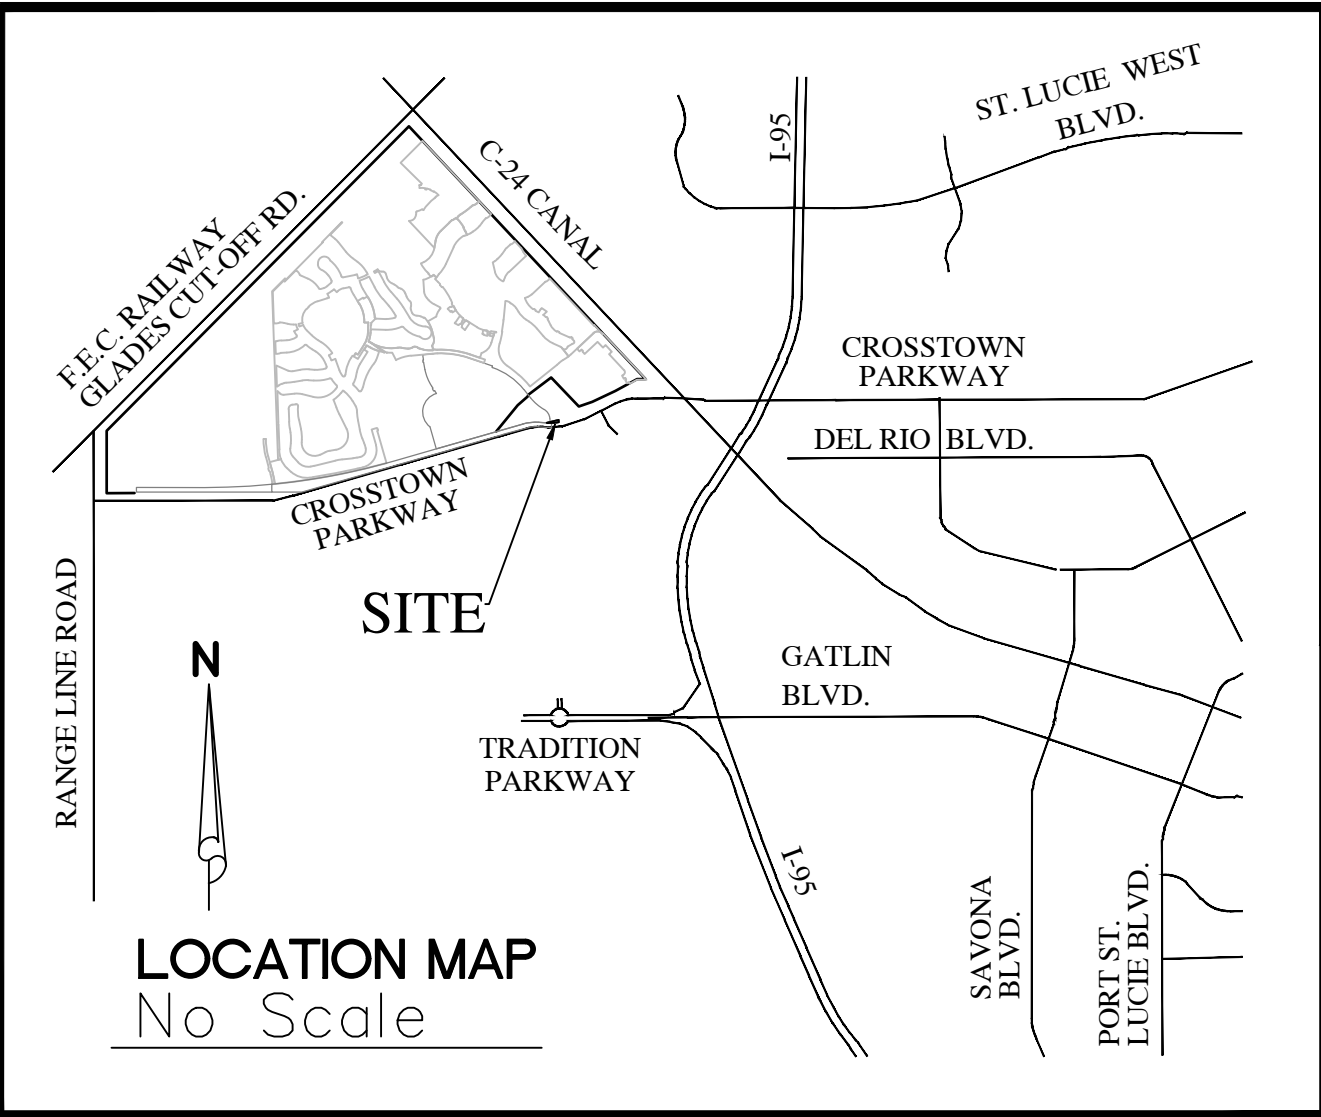 ST. LUCIE WEST
BLVD.
I-95
C-24 CANAL
F.E.C. RAILWAY
GLADES CUT-OFF RD.
CROSSTOWN
PARKWAY
DEL RIO BLVD.
CROSSTOWN
PARKWAY
SITE
RANGE LINE ROAD
N
GATLIN
BLVD.
TRADITION
PARKWAY
I-95
SAVONA
BLVD.
PORT ST.
LUCIE BLVD.
LOCATION MAP
No Scale